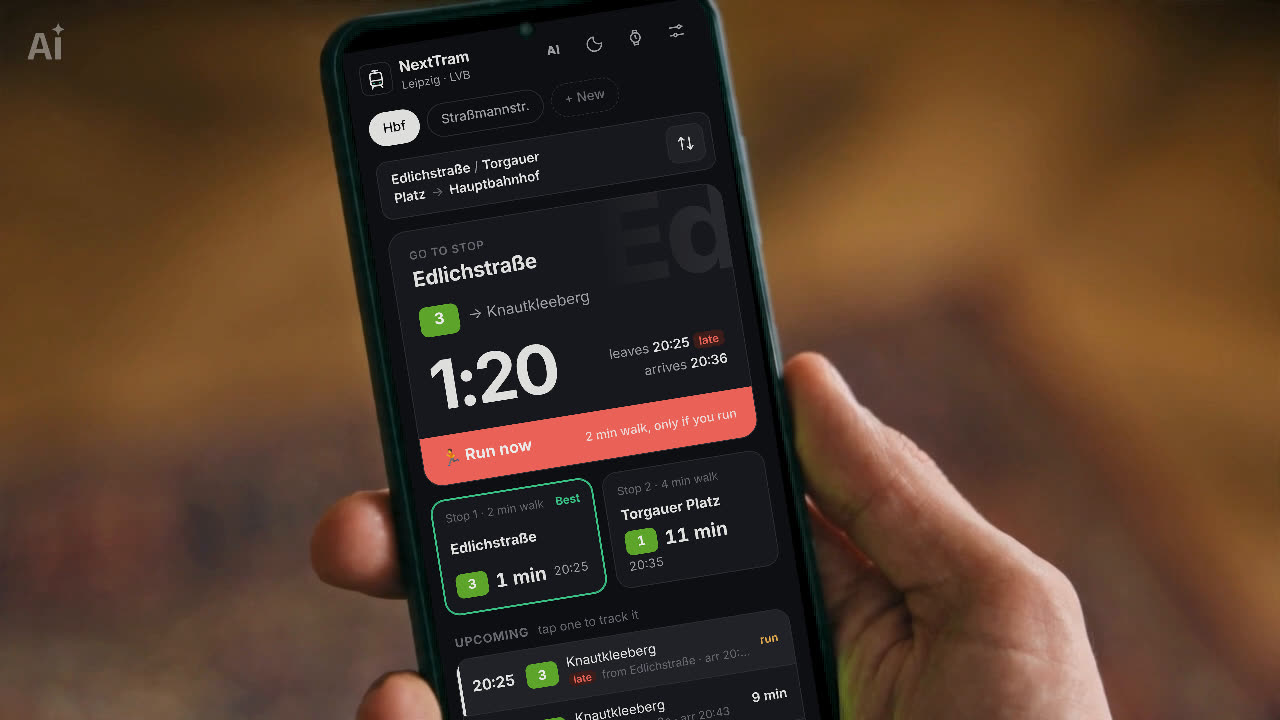 Ai
NextTram
Leipzig · LVB
AI
Hbf
Straßmannstr.
+ New
Edlichstraße / Torgauer
Platz → Hauptbahnhof
Ed
GO TO STOP
Edlichstraße
3 → Knautkleeberg
1:20
leaves 20:25 late
arrives 20:36
🏃 Run now
2 min walk, only if you run
Stop 1 · 2 min walk Best
Edlichstraße
3 1 min 20:25
Stop 2 · 4 min walk
Torgauer Platz
1 11 min
20:35
UPCOMING tap one to track it
20:25 3 Knautkleeberg run
late from Edlichstraße · arr 20:...
Knautkleeberg 9 min
· arr 20:43